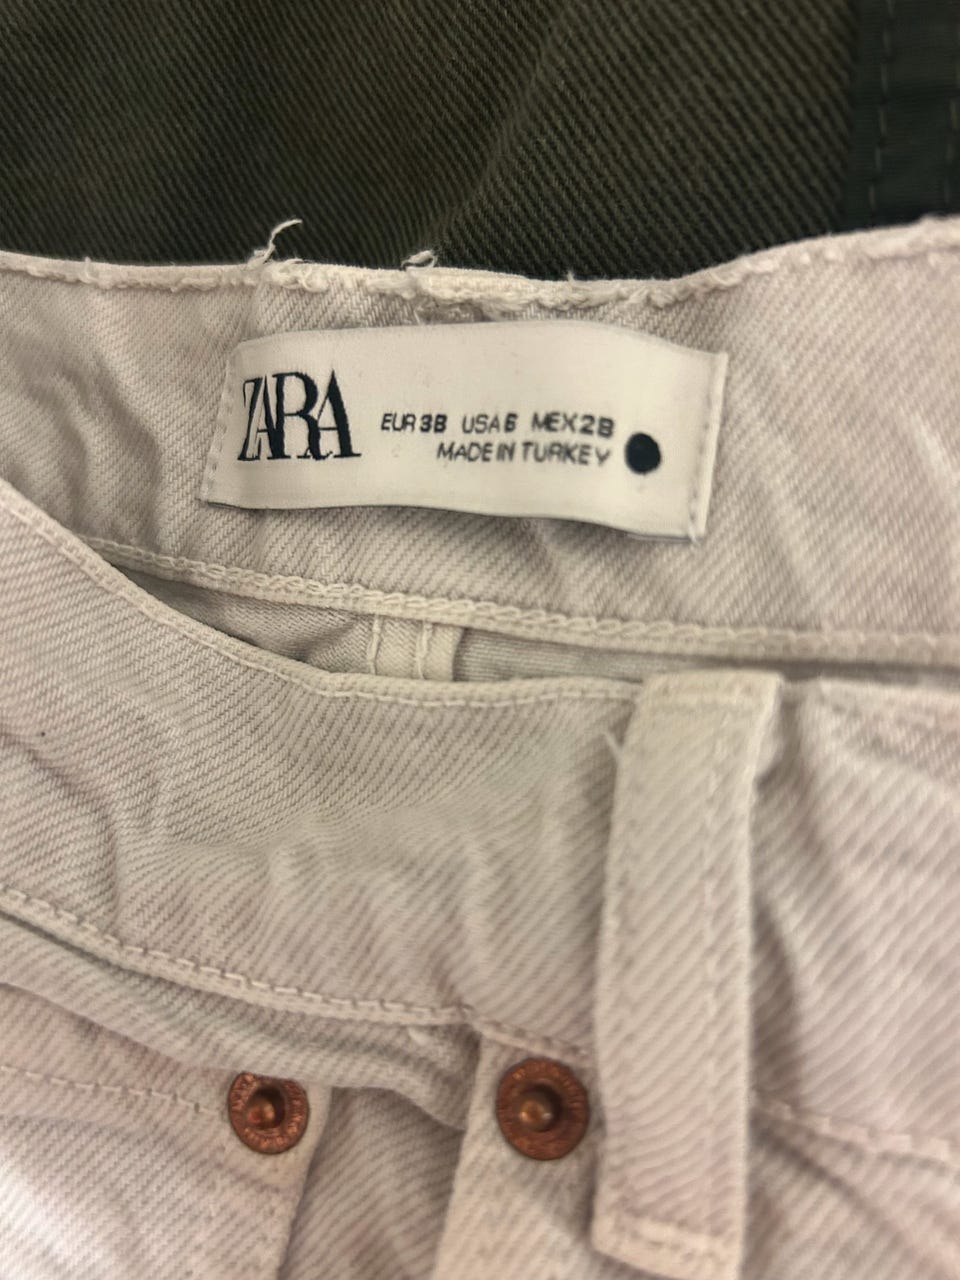 ZARA
EUR 38 USA 6 MEX 28
MADE IN TURKEY